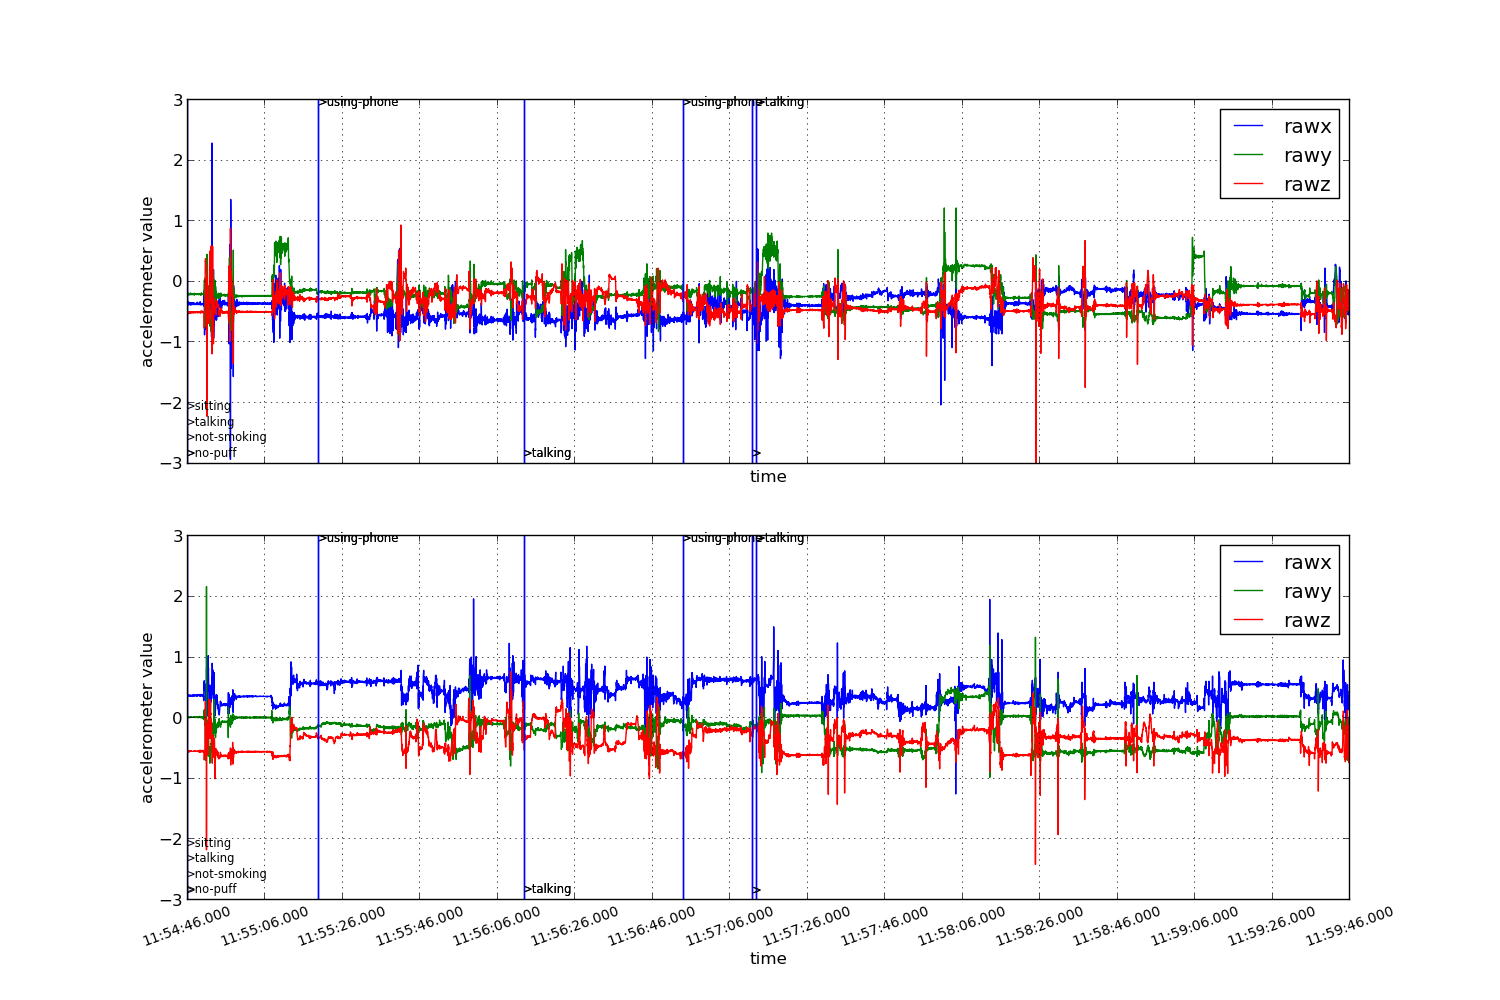 3
>using-phone
>using-phone
>talking
rawx
rawy
rawz
2
1
0
−1
−2
−3
accelerometer value
>sitting
>talking
>not-smoking
>no-puff
>talking
>
time
3
>using-phone
>using-phone
>talking
rawx
rawy
rawz
2
1
0
−1
−2
−3
accelerometer value
>sitting
>talking
>not-smoking
>no-puff
>talking
>
11:54:46.000
11:55:06.000
11:55:26.000
11:55:46.000
11:56:06.000
11:56:26.000
11:56:46.000
11:57:06.000
11:57:26.000
11:57:46.000
11:58:06.000
11:58:26.000
11:58:46.000
11:59:06.000
11:59:26.000
11:59:46.000
time